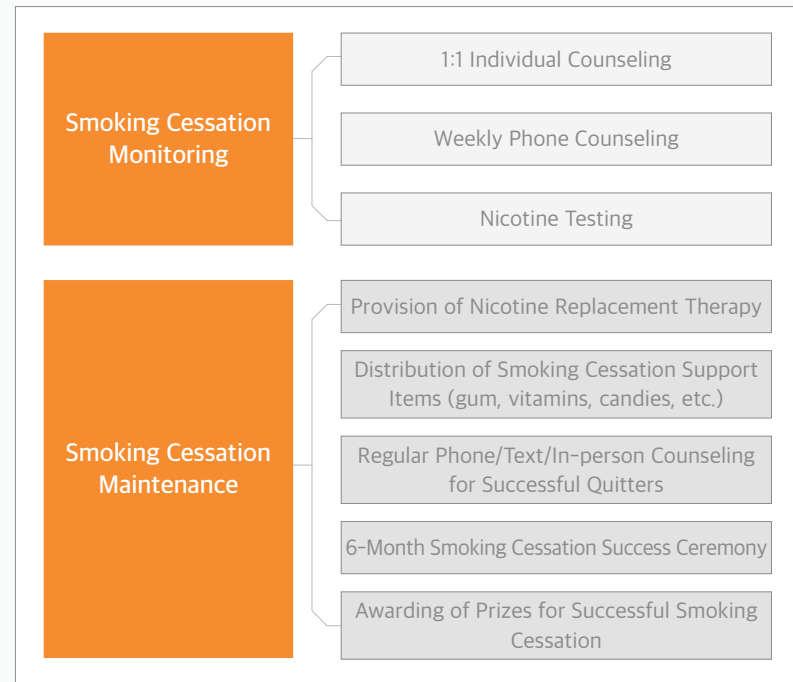 Smoking Cessation
Monitoring
1:1 Individual Counseling
Weekly Phone Counseling
Nicotine Testing
Smoking Cessation
Maintenance
Provision of Nicotine Replacement Therapy
Distribution of Smoking Cessation Support
Items (gum, vitamins, candies, etc.)
Regular Phone/Text/In-person Counseling
for Successful Quitters
6-Month Smoking Cessation Success Ceremony
Awarding of Prizes for Successful Smoking
Cessation